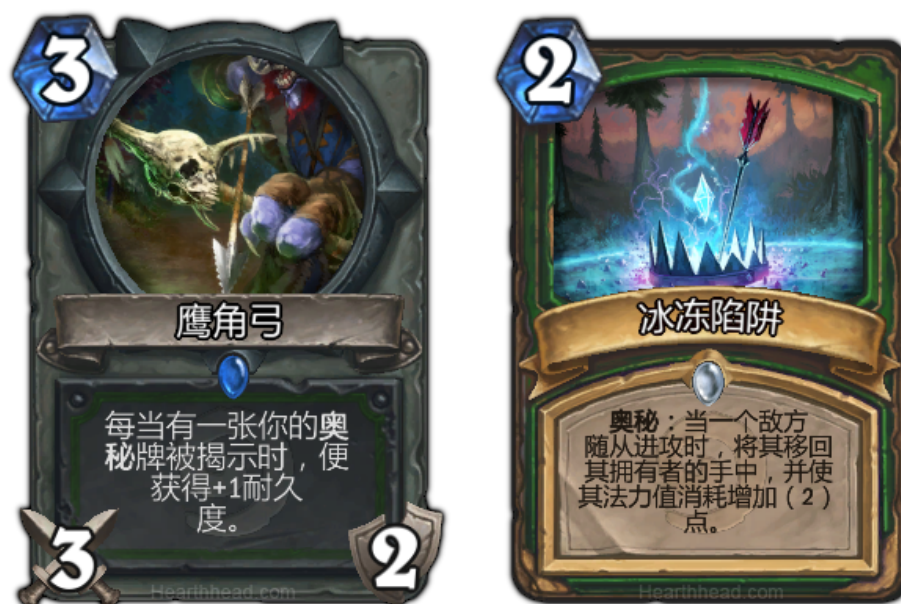 3
鹰角弓
每当有一张你的奥
秘牌被揭示时，便
获得+1耐久
度。
3
2
Hearthhead.com
2
冰冻陷阱
奥秘：当一个敌方
随从进攻时，将其移回
其拥有者的手中，并使
其法力值消耗增加（2）
点。
Hearthhead.com